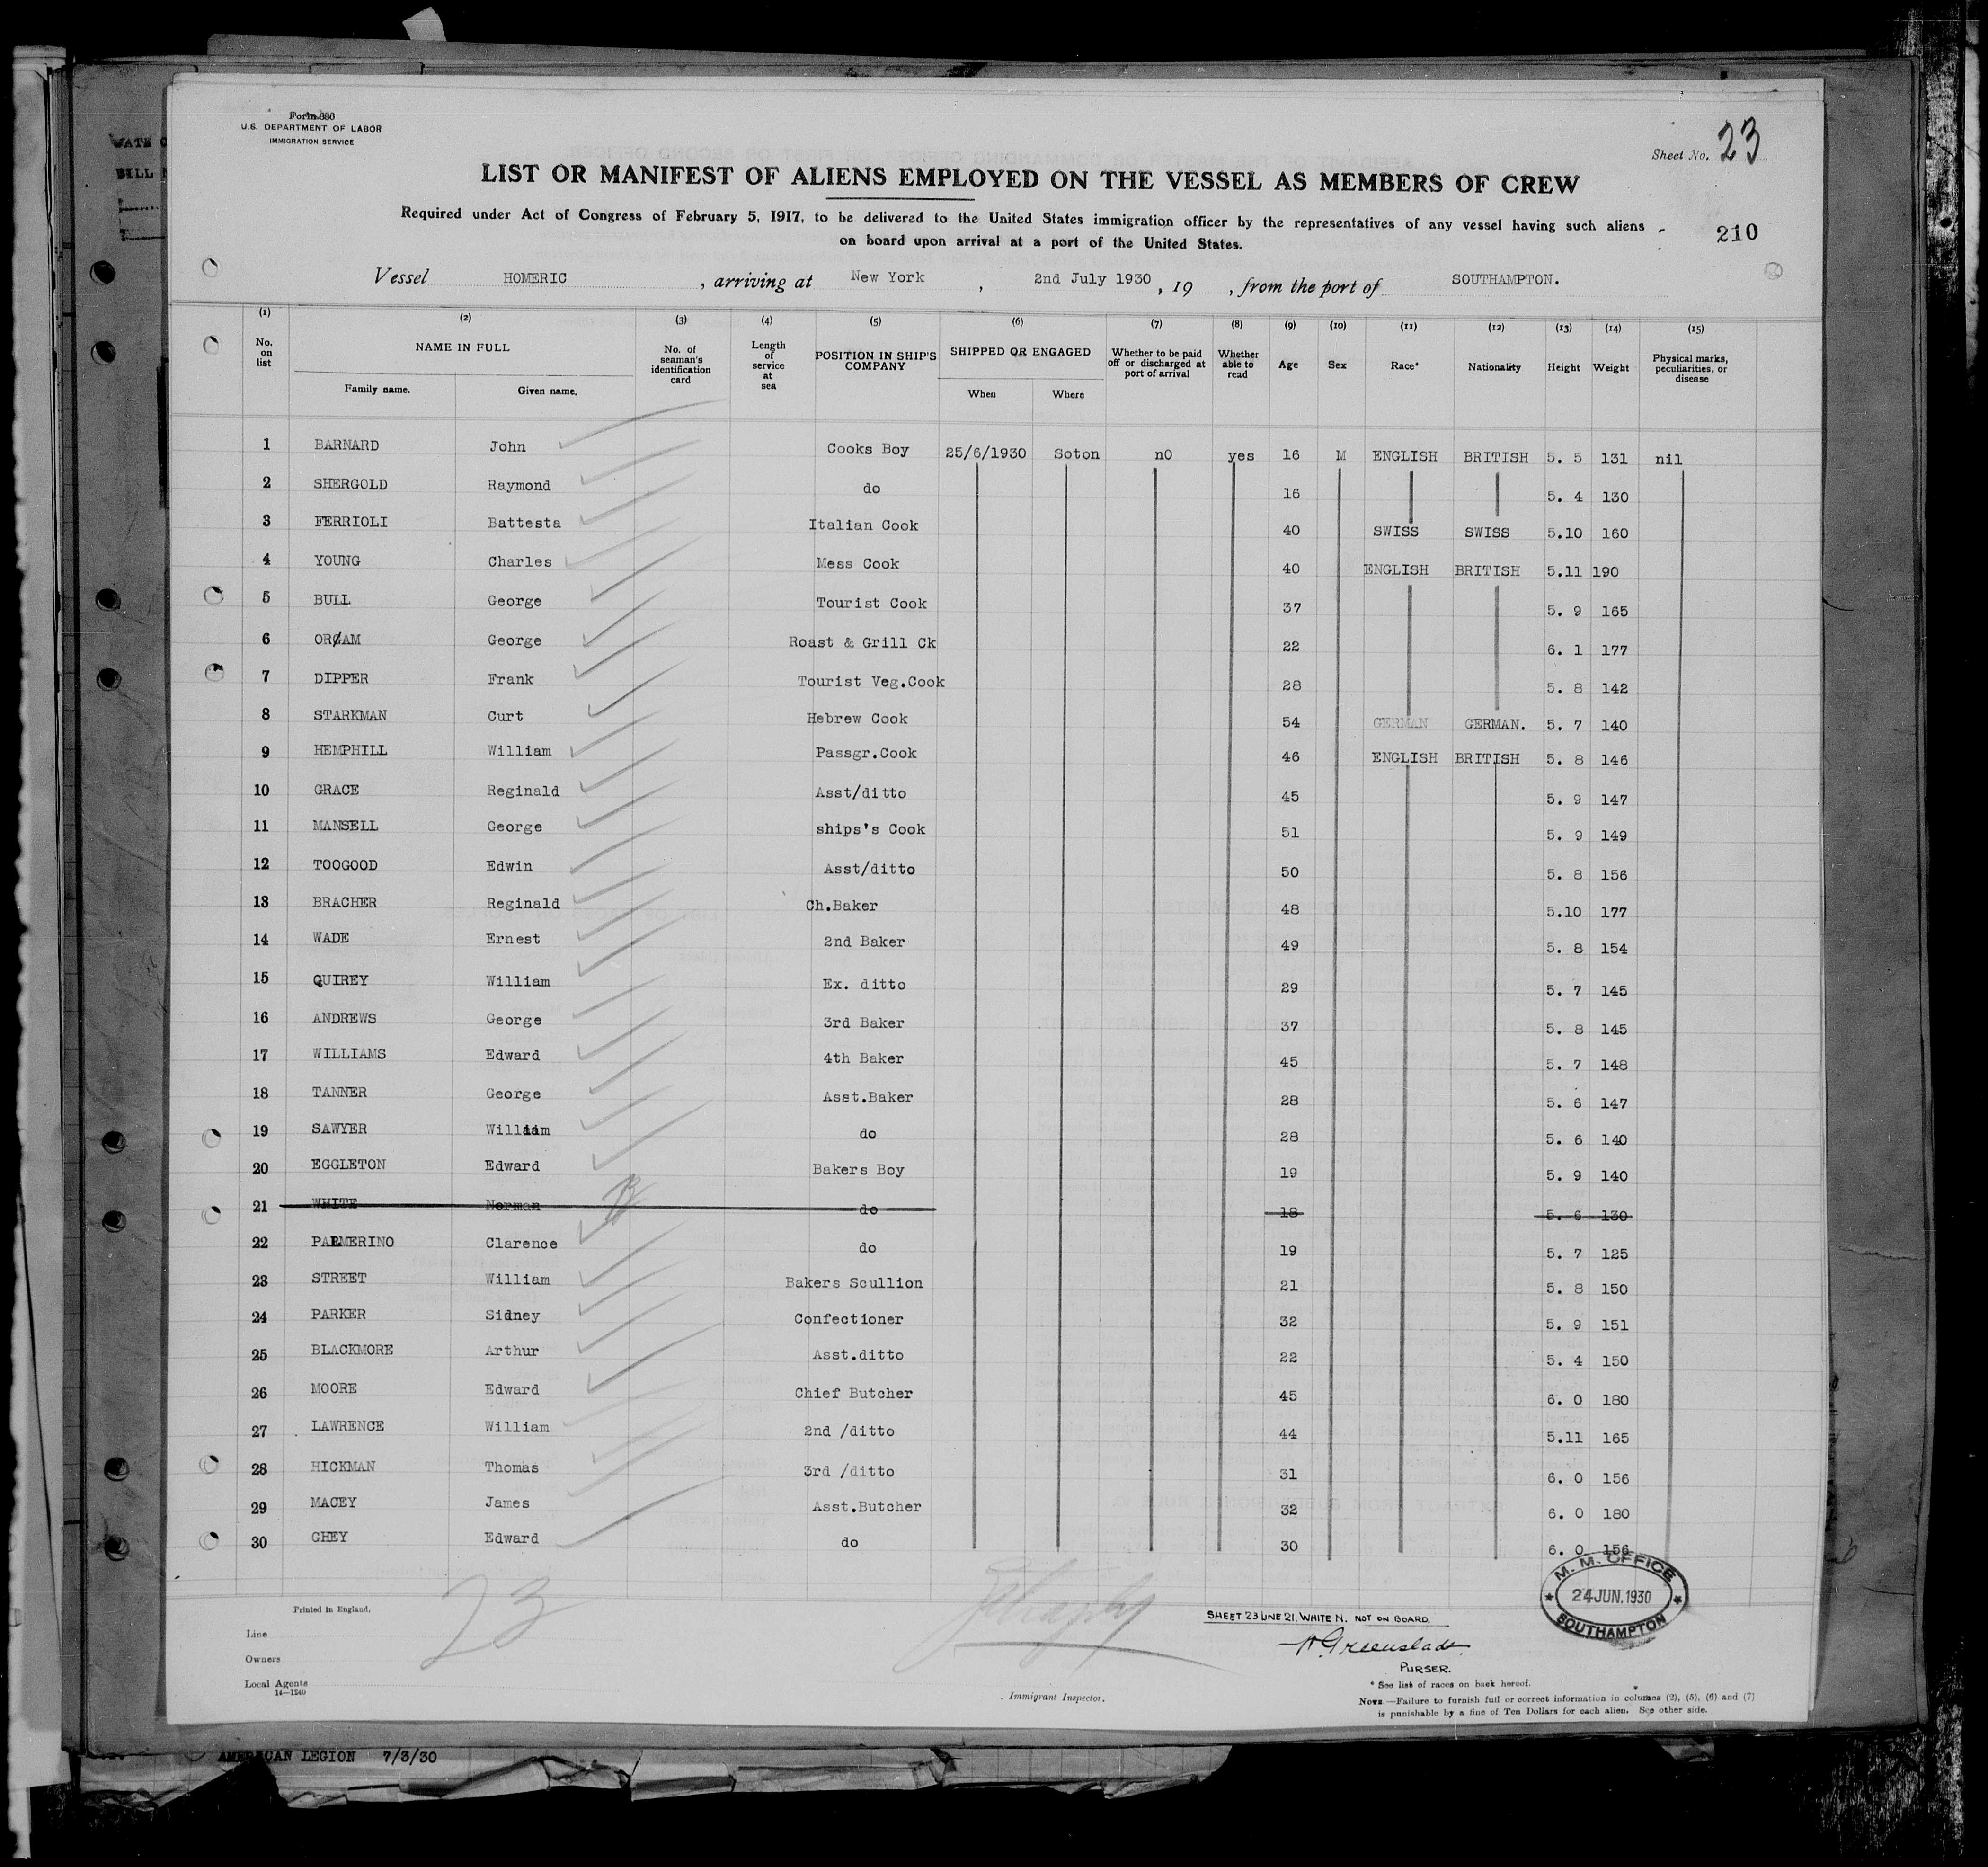 Form 680
U.S. DEPARTMENT OF LABOR
IMMIGRATION SERVICE
Sheet No. 23
LIST OR MANIFEST OF ALIENS EMPLOYED ON THE VESSEL AS MEMBERS OF CREW
Required under Act of Congress of February 5, 1917, to be delivered to the United States immigration officer by the representatives of any vessel having such aliens
on board upon arrival at a port of the United States.
210
Vessel HOMERIC , arriving at New York , 2nd July 1930 , 19 , from the port of SOUTHAMPTON.
(1) (2) (3) (4) (5) (6) (7) (8) (9) (10) (11) (12) (13) (14) (15)
No. on list NAME IN FULL Family name. Given name. No. of seaman's identification card Length of service at sea POSITION IN SHIP'S COMPANY SHIPPED OR ENGAGED When Where Whether to be paid off or discharged at port of arrival Whether able to read Age Sex Race* Nationality Height Weight Physical marks, peculiarities, or disease
1 BARNARD John Cooks Boy 25/6/1930 Soton nO yes 16 M ENGLISH BRITISH 5. 5 131 nil
2 SHERGOLD Raymond do 16 5. 4 130
3 FERRIOLI Battesta Italian Cook 40 SWISS SWISS 5.10 160
4 YOUNG Charles Mess Cook 40 ENGLISH BRITISH 5.11 190
5 BULL George Tourist Cook 37 5. 9 165
6 ORGAM George Roast & Grill Ck 22 6. 1 177
7 DIPPER Frank Tourist Veg.Cook 28 5. 8 142
8 STARKMAN Curt Hebrew Cook 54 GERMAN GERMAN. 5. 7 140
9 HEMPHILL William Passgr.Cook 46 ENGLISH BRITISH 5. 8 146
10 GRACE Reginald Asst/ditto 45 5. 9 147
11 MANSELL George ships's Cook 51 5. 9 149
12 TOOGOOD Edwin Asst/ditto 50 5. 8 156
13 BRACHER Reginald Ch.Baker 48 5.10 177
14 WADE Ernest 2nd Baker 49 5. 8 154
15 QUIREY William Ex. ditto 29 5. 7 145
16 ANDREWS George 3rd Baker 37 5. 8 145
17 WILLIAMS Edward 4th Baker 45 5. 7 148
18 TANNER George Asst.Baker 28 5. 6 147
19 SAWYER William do 28 5. 6 140
20 EGGLETON Edward Bakers Boy 19 5. 9 140
21 WHITE Norman do 18 5. 6 130
22 PALMERINO Clarence do 19 5. 7 125
23 STREET William Bakers Scullion 21 5. 8 150
24 PARKER Sidney Confectioner 32 5. 9 151
25 BLACKMORE Arthur Asst.ditto 22 5. 4 150
26 MOORE Edward Chief Butcher 45 6. 0 180
27 LAWRENCE William 2nd /ditto 44 5.11 165
28 HICKMAN Thomas 3rd /ditto 31 6. 0 156
29 MACEY James Asst.Butcher 32 6. 0 180
30 GHEY Edward do 30 6. 0 156
M. M. OFFICE
24 JUN. 1930
SOUTHAMPTON
23
Printed in England.
SHEET 23 LINE 21. WHITE N. NOT ON BOARD.
Line
Greenslade
Owners
PURSER.
Local Agents
14—1240
Immigrant Inspector.
* See list of races on back hereof.
NOTE.—Failure to furnish full or correct information in columns (2), (5), (6) and (7)
is punishable by a fine of Ten Dollars for each alien. See other side.
AMERICAN LEGION 7/3/30